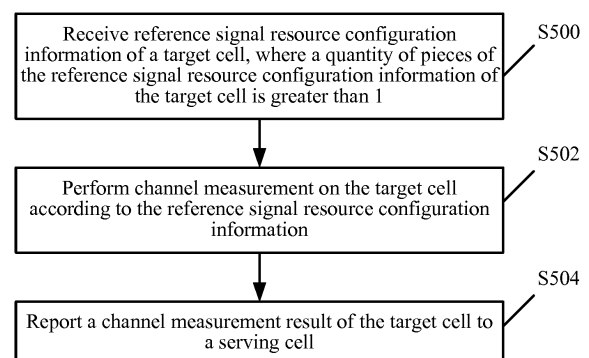 Receive reference signal resource configuration
information of a target cell, where a quantity of pieces of
the reference signal resource configuration information of
the target cell is greater than 1
S500
Perform channel measurement on the target cell
according to the reference signal resource configuration
information
S502
Report a channel measurement result of the target cell to
a serving cell
S504